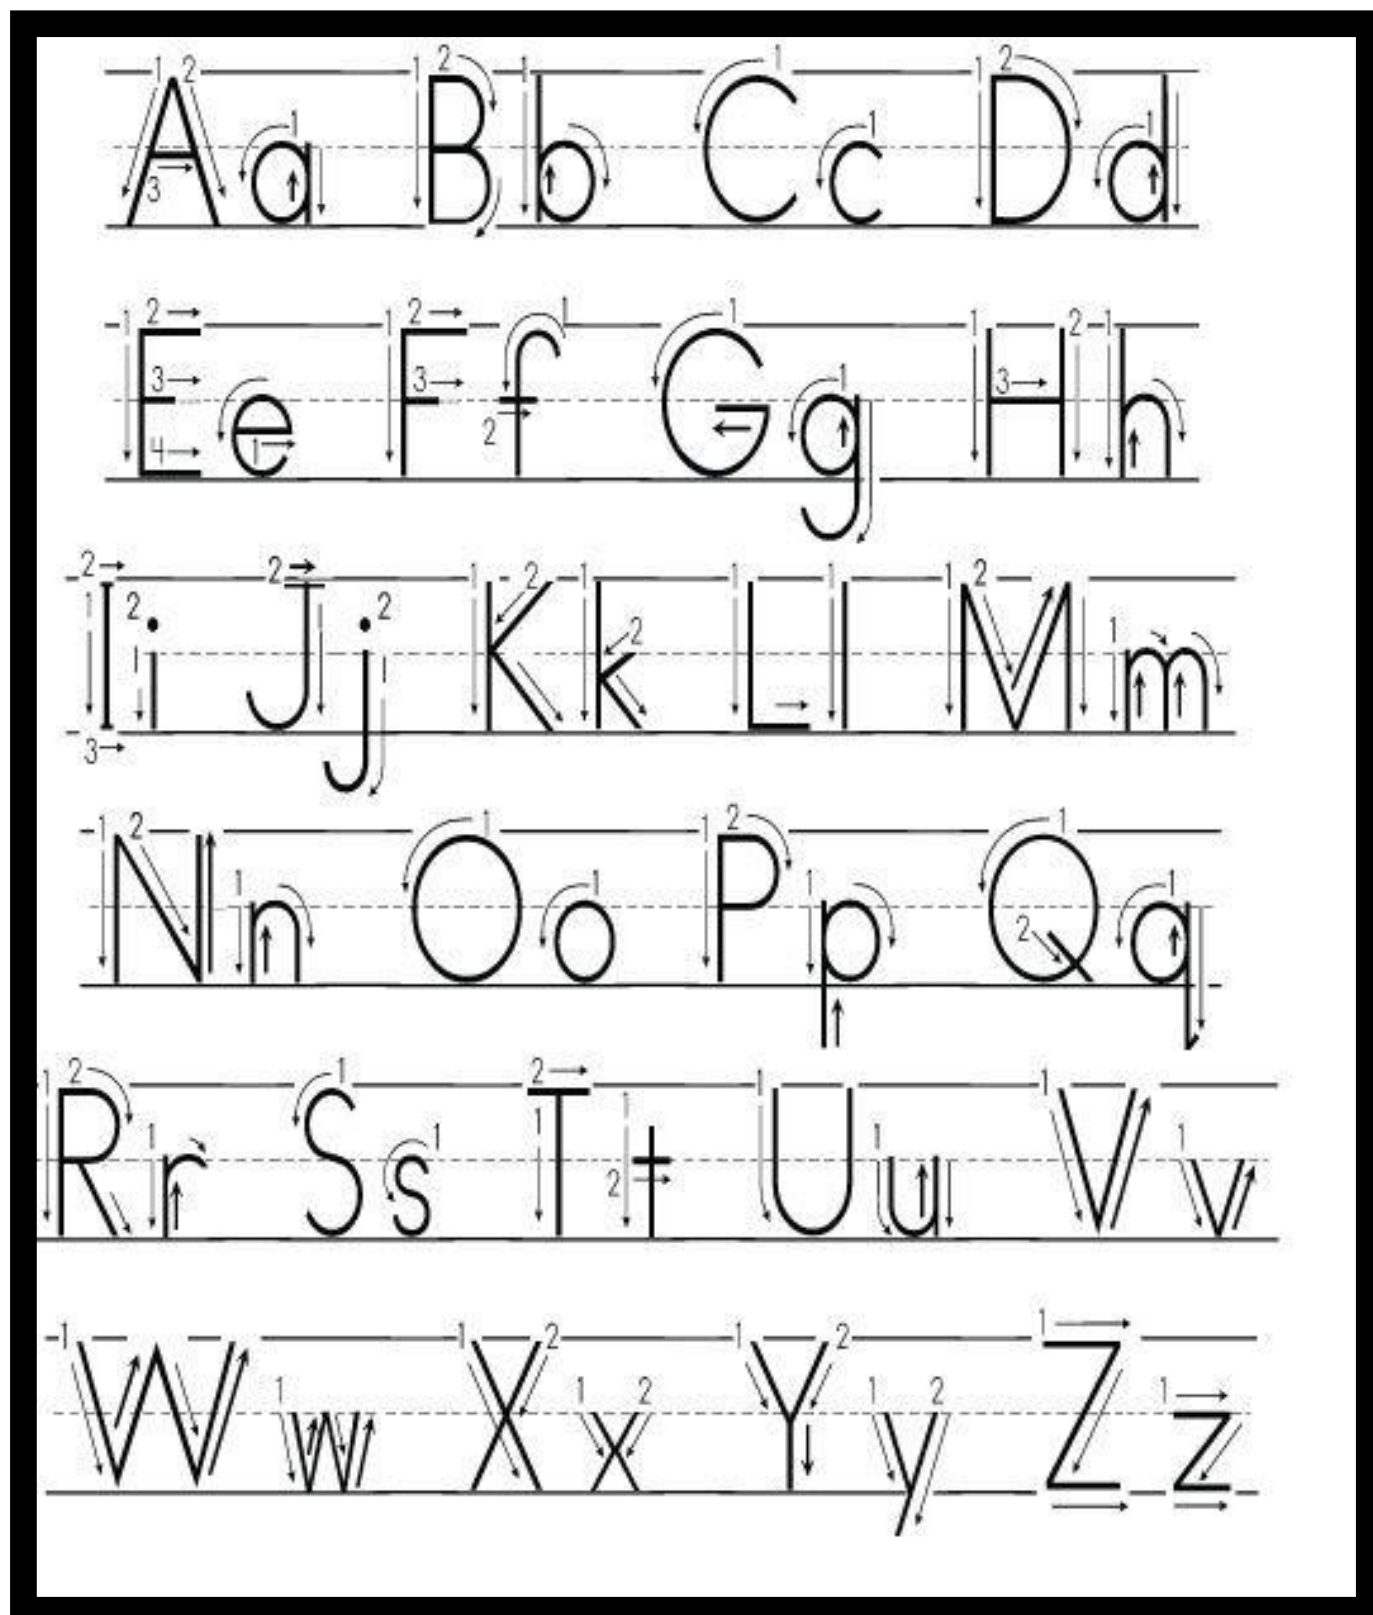 Aa Bb Cc Dd
Ee Ff Gg Hh
Ii Jj Kk Ll Mm
Nn Oo Pp Qq
Rr Ss Tt Uu Vv
Ww Xx Yy Zz